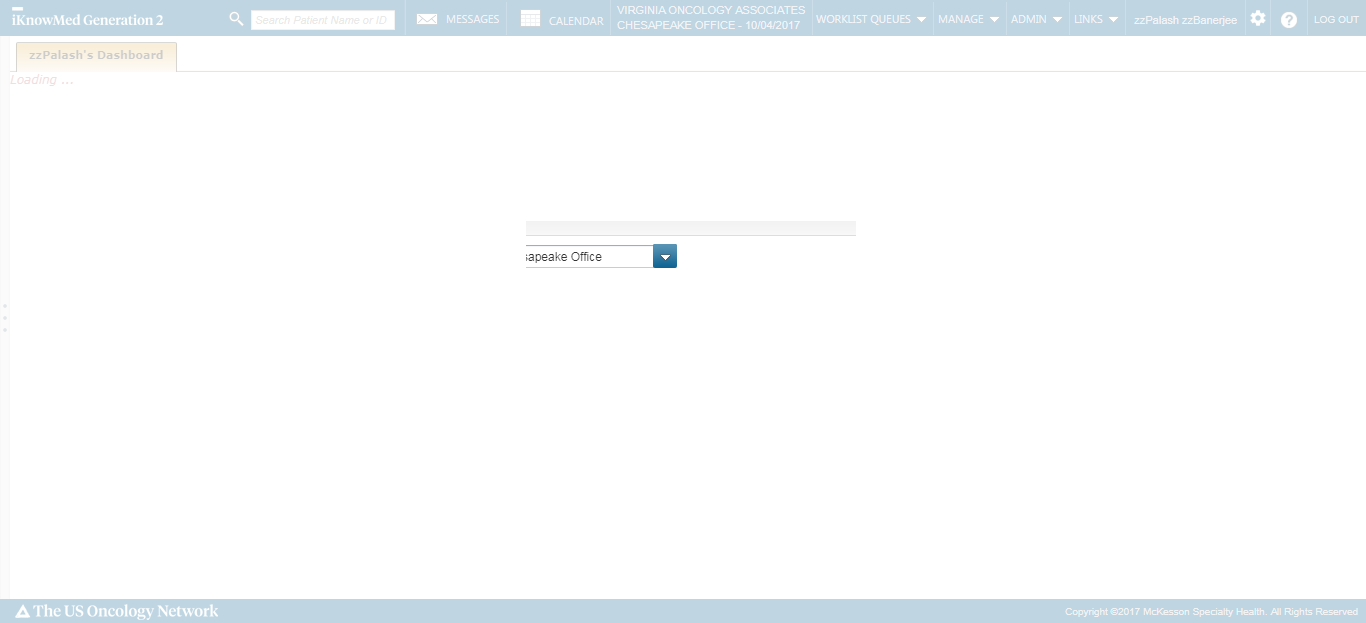 iKnowMed Generation 2
Search Patient Name or ID
MESSAGES
CALENDAR
VIRGINIA ONCOLOGY ASSOCIATES
CHESAPEAKE OFFICE - 10/04/2017
WORKLIST QUEUES
MANAGE
ADMIN
LINKS
zzPalash zzBanerjee
?
LOG OUT
zzPalash's Dashboard
Loading ...
sapeake Office
The US Oncology Network
Copyright ©2017 McKesson Specialty Health. All Rights Reserved